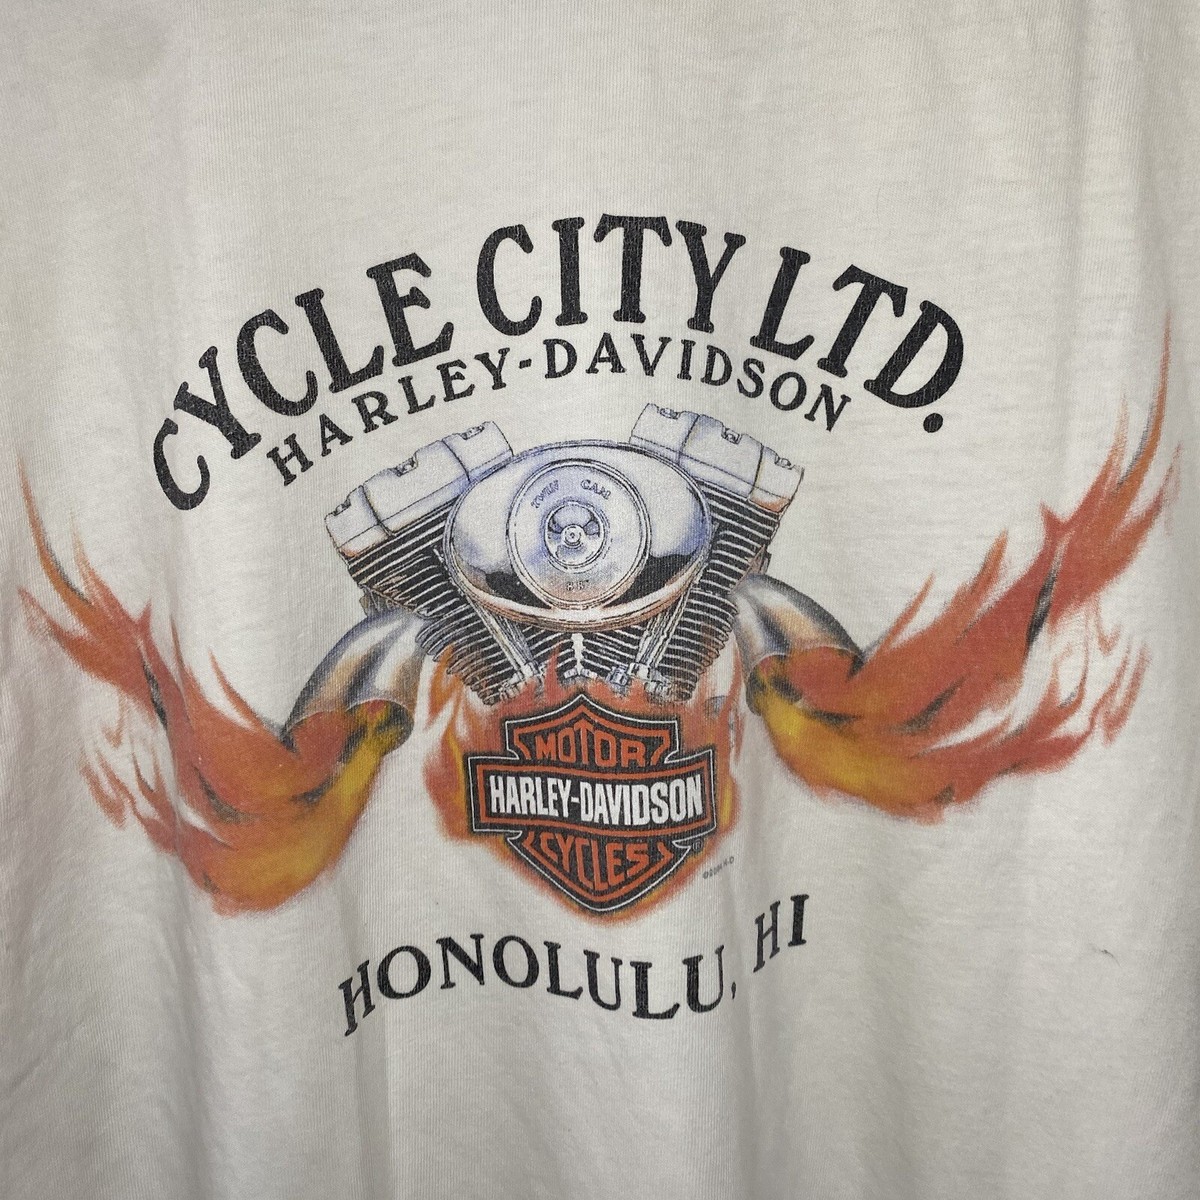 CYCLE CITY LTD.
HARLEY-DAVIDSON
TWIN CAM
MOTOR
HARLEY-DAVIDSON
CYCLES
®
HONOLULU, HI